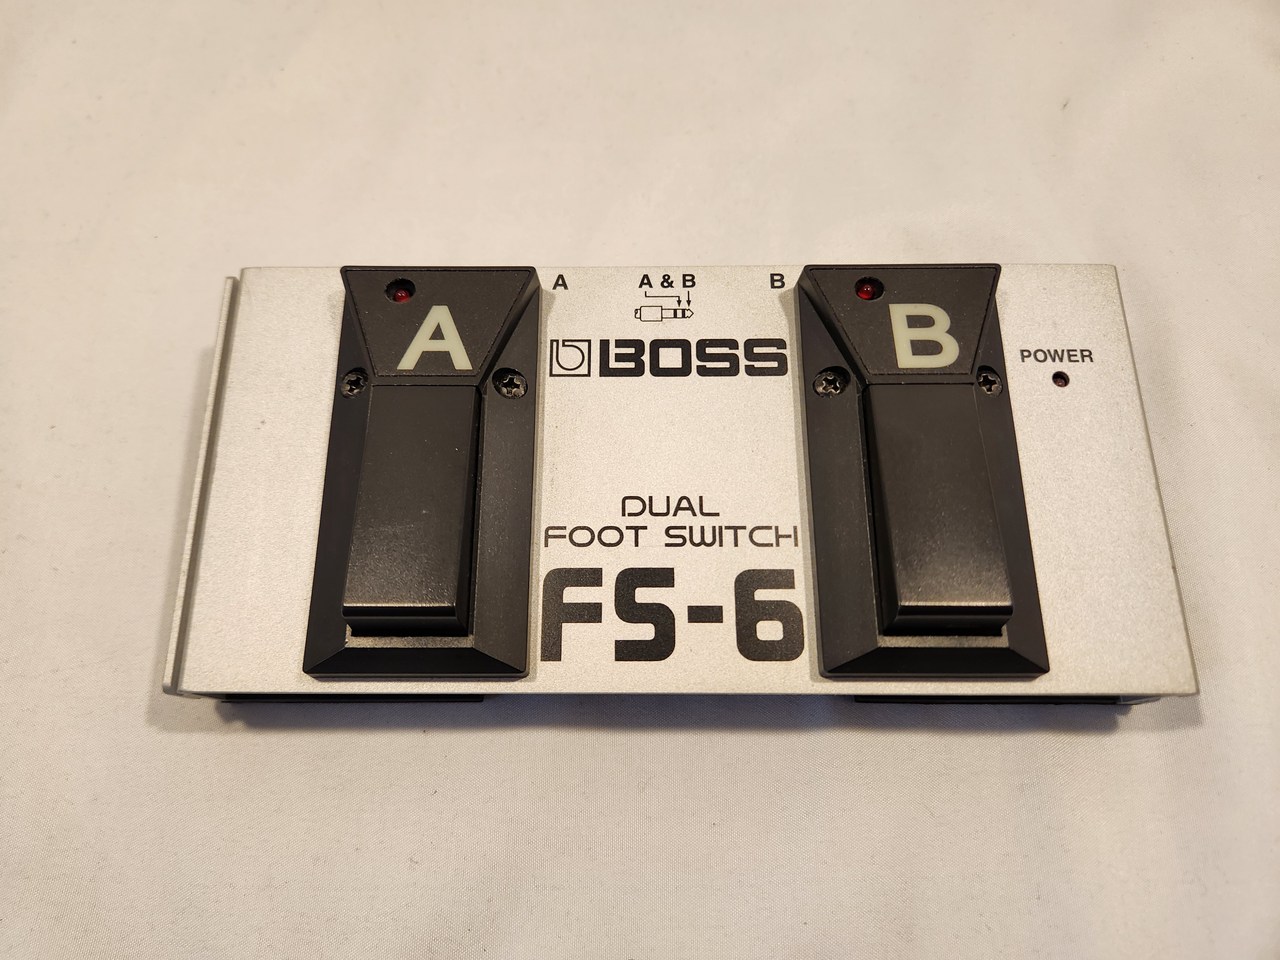 A A & B B
A
BOSS
B
POWER
DUAL
FOOT SWITCH
FS-6